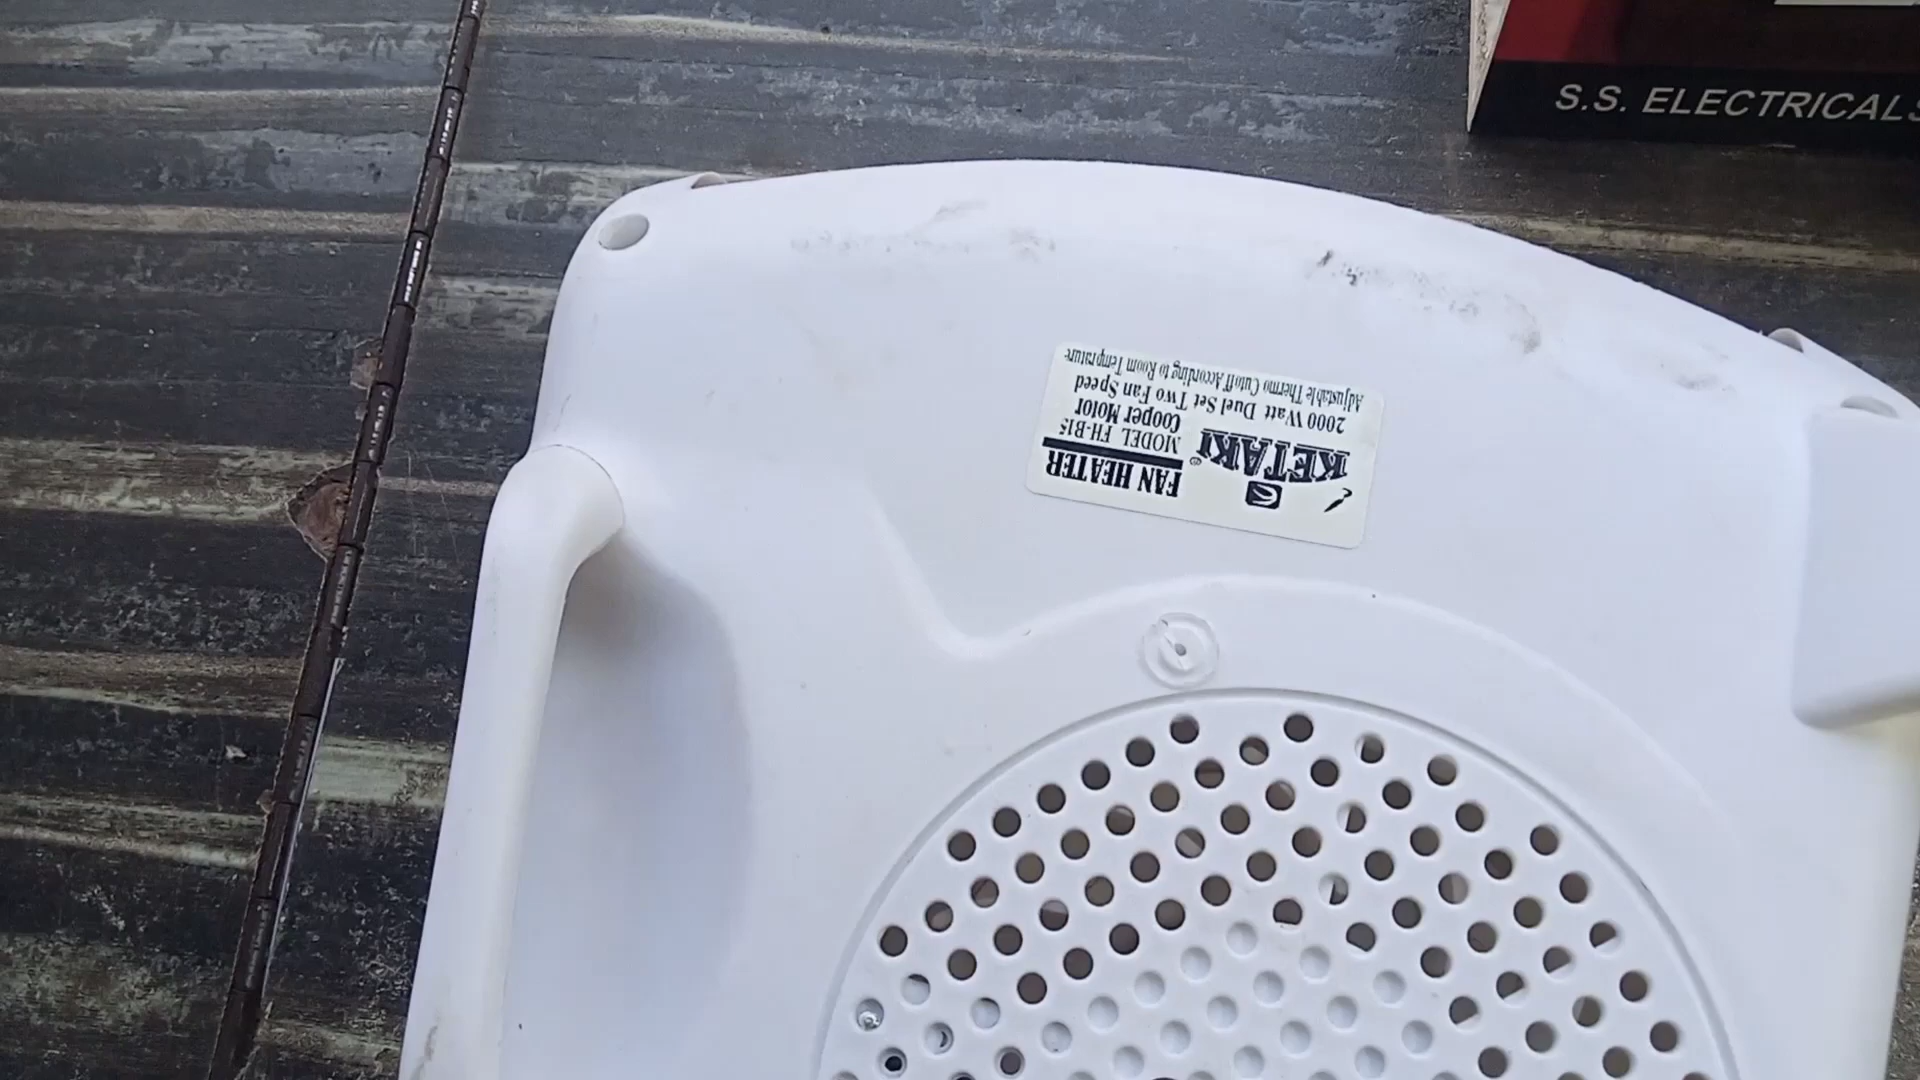 S.S. ELECTRICALS
KETAKI®
FAN HEATER
MODEL FH-B15
Cooper Motor
2000 Watt Duel Set Two Fan Speed
Adjustable Thermo Cutoff According to Room Temprature